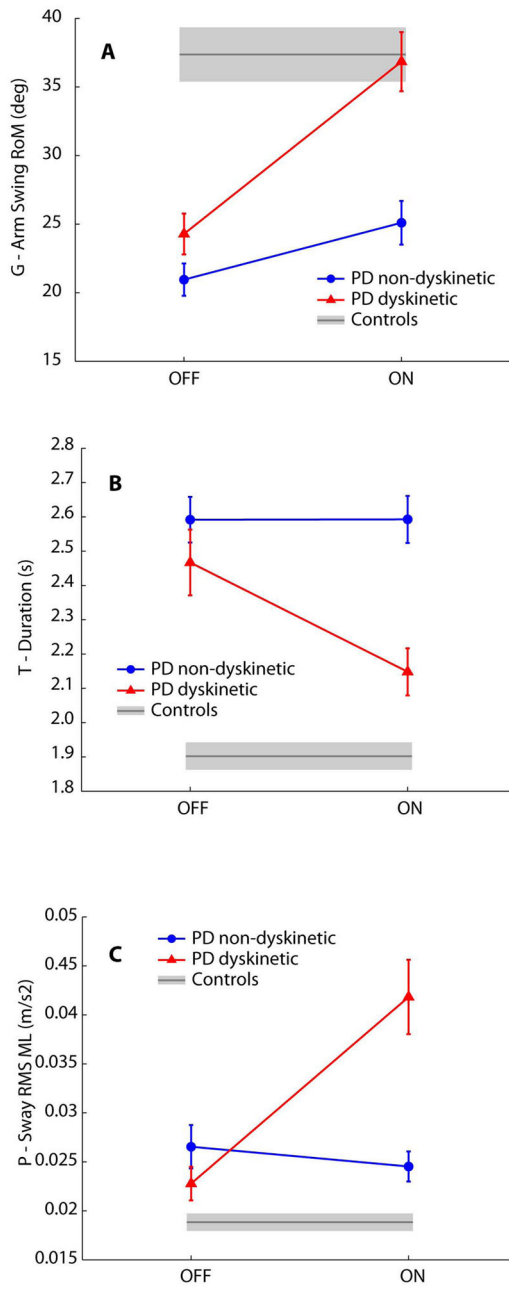 A
G - Arm Swing RoM (deg)
40
35
30
25
20
15
PD non-dyskinetic
PD dyskinetic
Controls
OFF ON
B
T - Duration (s)
2.8
2.7
2.6
2.5
2.4
2.3
2.2
2.1
2.0
1.9
1.8
PD non-dyskinetic
PD dyskinetic
Controls
OFF ON
C
P - Sway RMS ML (m/s2)
0.05
0.045
0.04
0.035
0.03
0.025
0.02
0.015
PD non-dyskinetic
PD dyskinetic
Controls
OFF ON